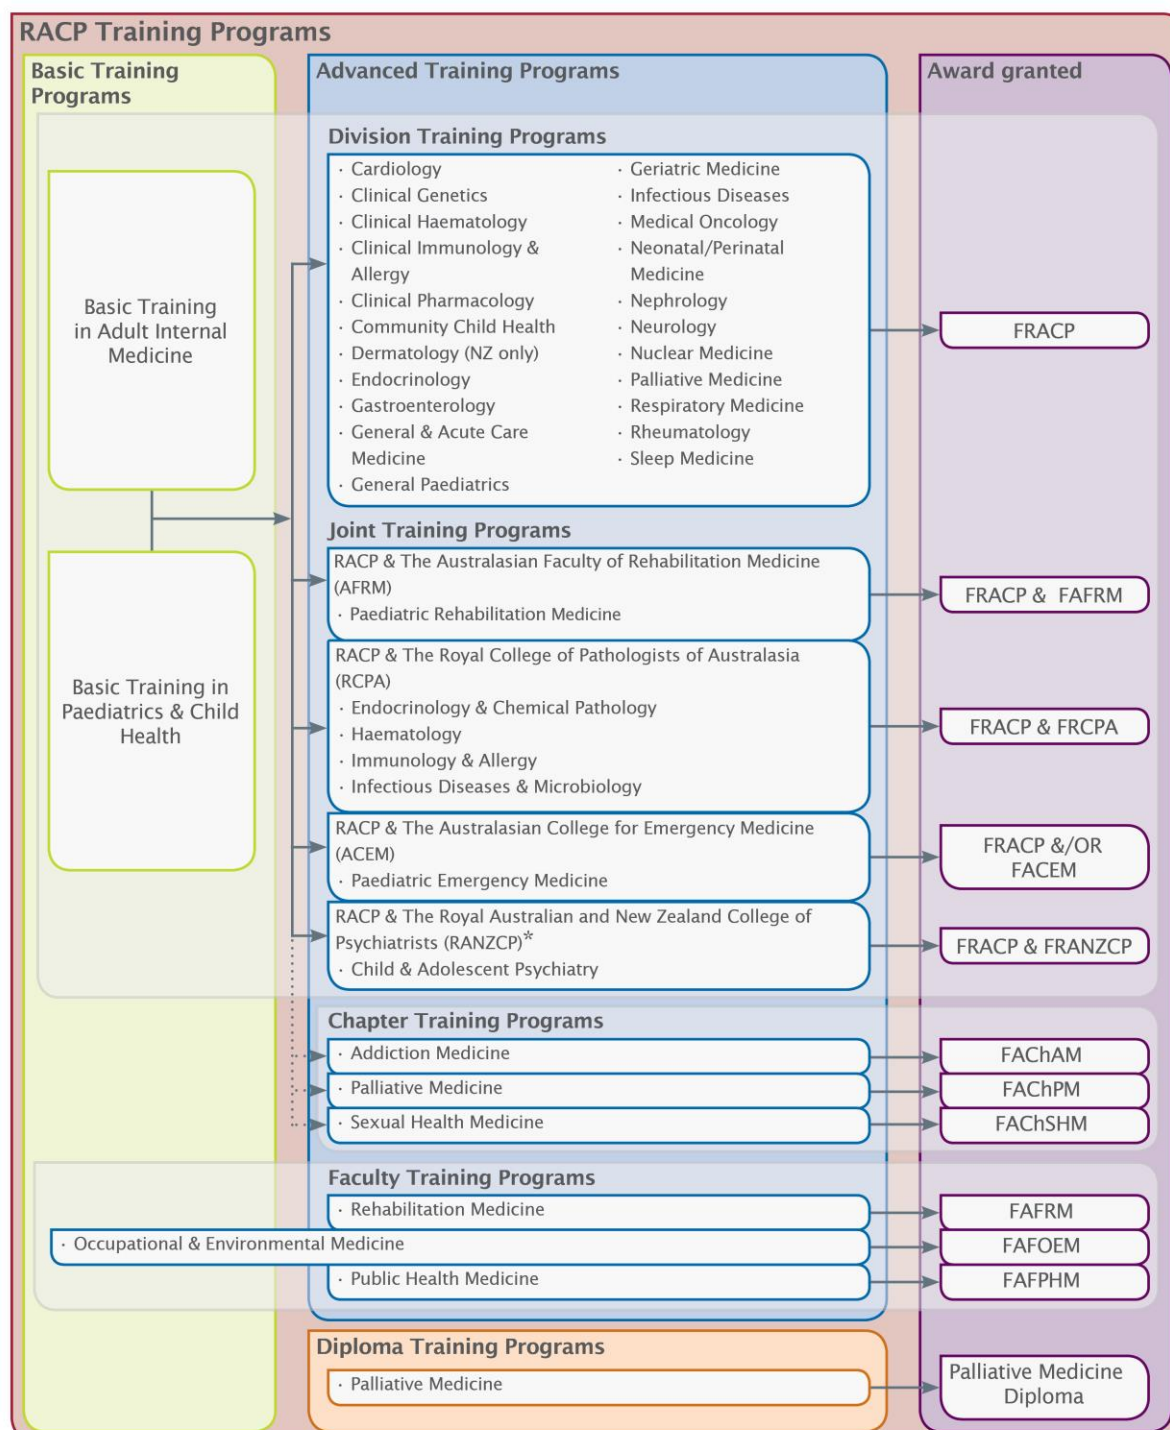 RACP Training Programs
Basic Training
Programs
Advanced Training Programs
Award granted
Basic Training
in Adult Internal
Medicine
Basic Training in
Paediatrics & Child
Health
Division Training Programs
· Cardiology
· Clinical Genetics
· Clinical Haematology
· Clinical Immunology &
Allergy
· Clinical Pharmacology
· Community Child Health
· Dermatology (NZ only)
· Endocrinology
· Gastroenterology
· General & Acute Care
Medicine
· General Paediatrics
· Geriatric Medicine
· Infectious Diseases
· Medical Oncology
· Neonatal/Perinatal
Medicine
· Nephrology
· Neurology
· Nuclear Medicine
· Palliative Medicine
· Respiratory Medicine
· Rheumatology
· Sleep Medicine
FRACP
Joint Training Programs
RACP & The Australasian Faculty of Rehabilitation Medicine
(AFRM)
· Paediatric Rehabilitation Medicine
FRACP & FAFRM
RACP & The Royal College of Pathologists of Australasia
(RCPA)
· Endocrinology & Chemical Pathology
· Haematology
· Immunology & Allergy
· Infectious Diseases & Microbiology
FRACP & FRCPA
RACP & The Australasian College for Emergency Medicine
(ACEM)
· Paediatric Emergency Medicine
FRACP &/OR
FACEM
RACP & The Royal Australian and New Zealand College of
Psychiatrists (RANZCP)*
· Child & Adolescent Psychiatry
FRACP & FRANZCP
Chapter Training Programs
· Addiction Medicine
FAChAM
· Palliative Medicine
FAChPM
· Sexual Health Medicine
FAChSHM
Faculty Training Programs
· Rehabilitation Medicine
FAFRM
· Occupational & Environmental Medicine
FAFOEM
· Public Health Medicine
FAFPHM
Diploma Training Programs
· Palliative Medicine
Palliative Medicine
Diploma